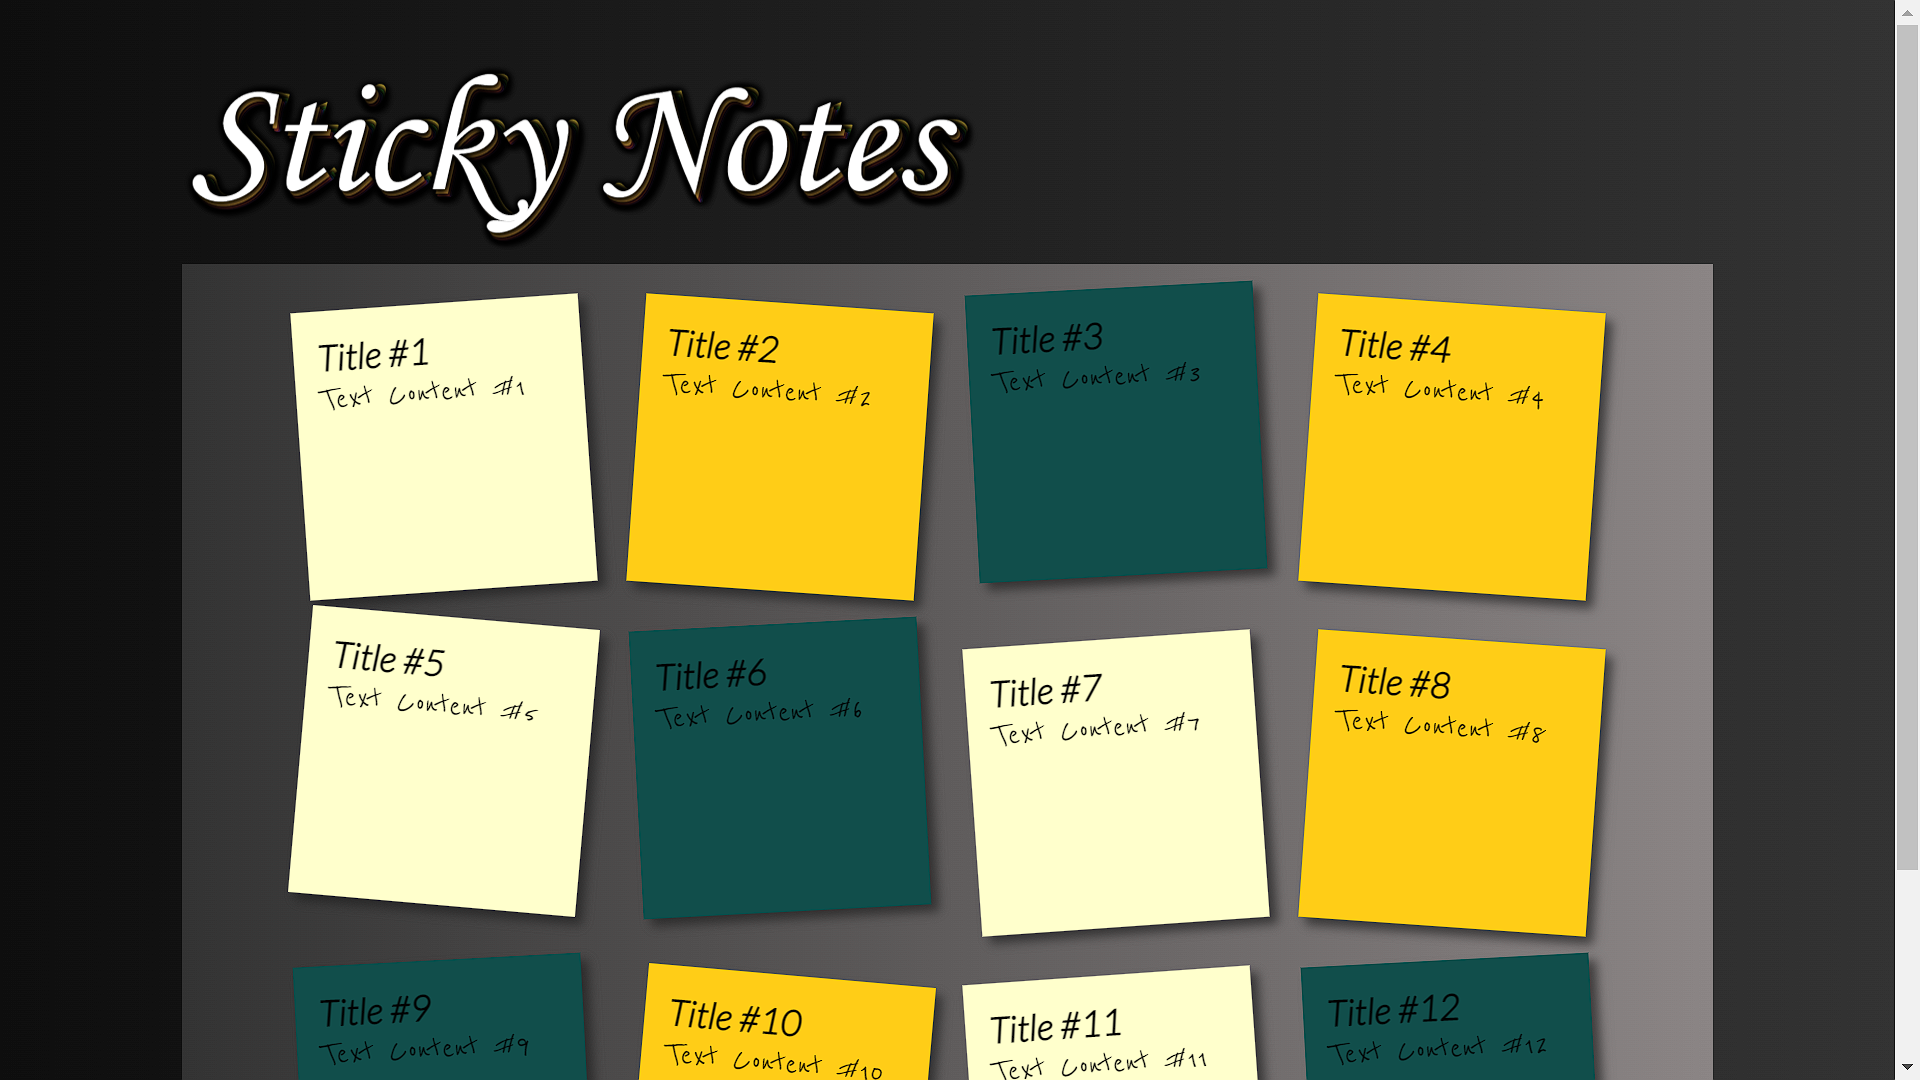 Sticky Notes
Title #1
Text Content #1
Title #2
Text Content #2
Title #3
Text Content #3
Title #4
Text Content #4
Title #5
Text Content #5
Title #6
Text Content #6
Title #7
Text Content #7
Title #8
Text Content #8
Title #9
Text Content #9
Title #10
Text Content #10
Title #11
Text Content #11
Title #12
Text Content #12